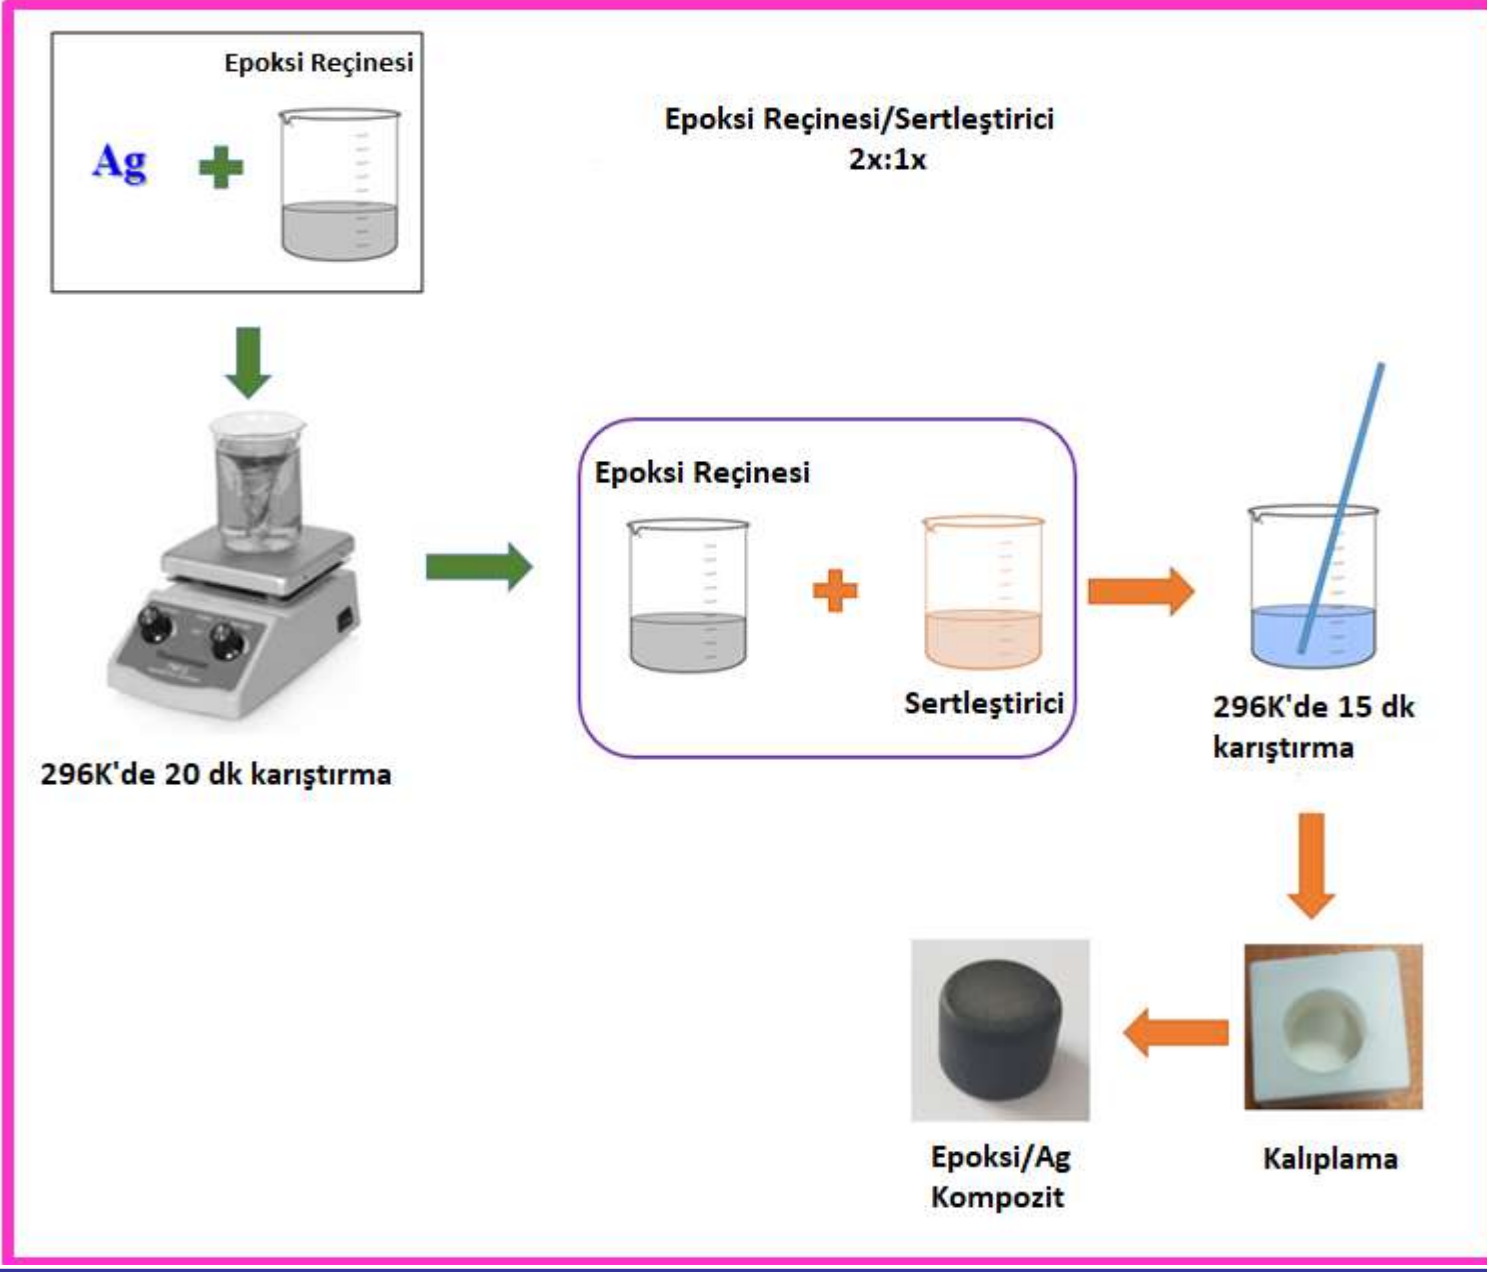 Epoksi Reçinesi
Ag
Epoksi Reçinesi/Sertleştirici
2x:1x
296K'de 20 dk karıştırma
Epoksi Reçinesi
Sertleştirici
296K'de 15 dk
karıştırma
Kalıplama
Epoksi/Ag
Kompozit